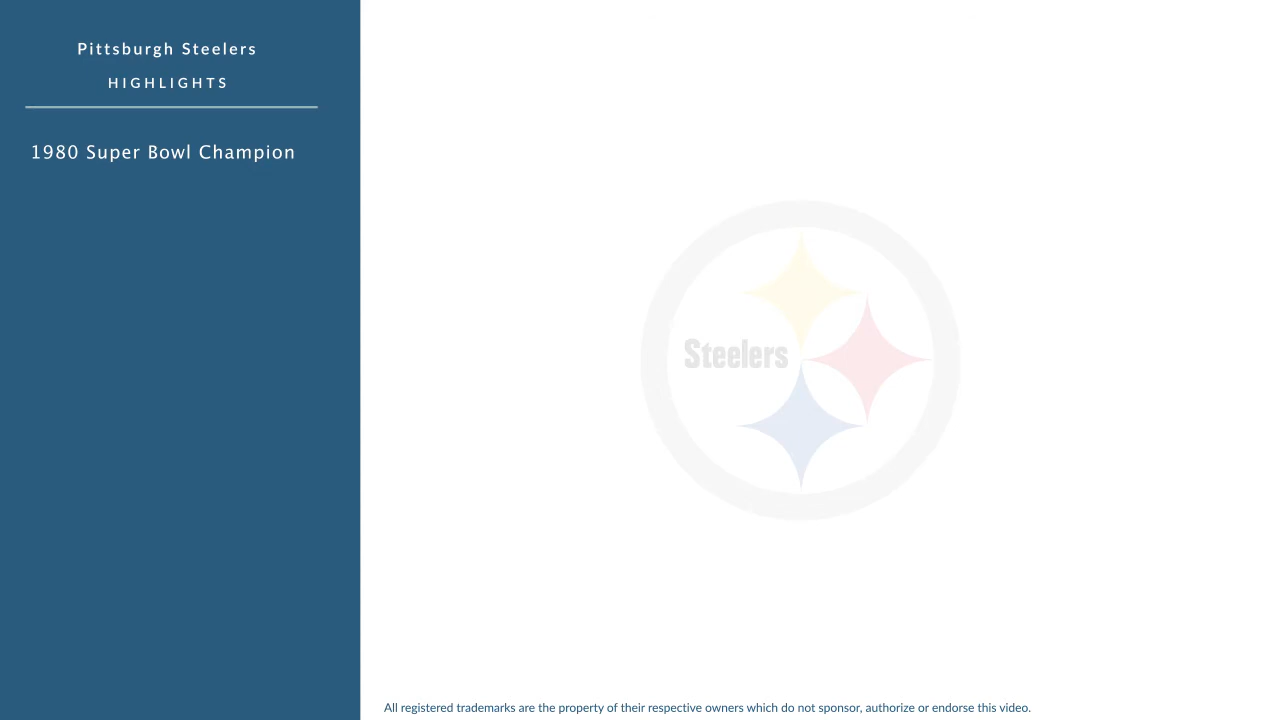 Pittsburgh Steelers
HIGHLIGHTS
1980 Super Bowl Champion
Steelers
All registered trademarks are the property of their respective owners which do not sponsor, authorize or endorse this video.